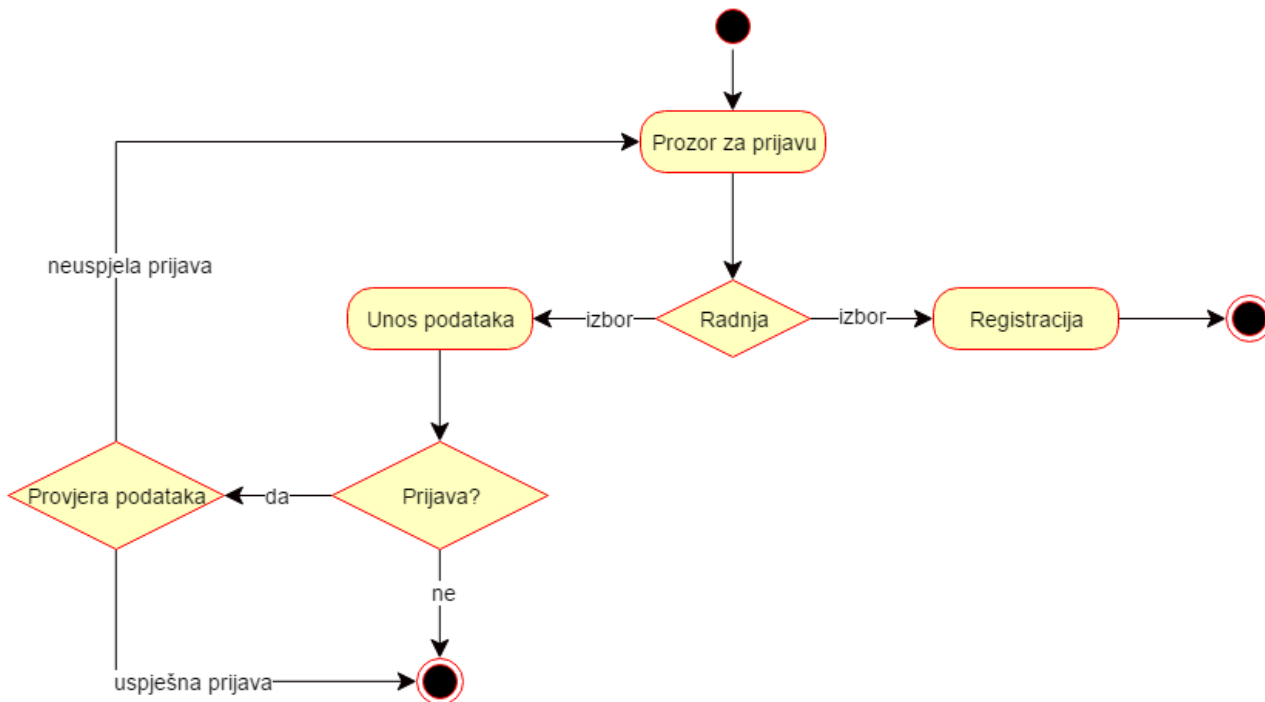 Prozor za prijavu
neuspjela prijava
Unos podataka
izbor
Radnja
izbor
Registracija
Provjera podataka
da
Prijava?
ne
uspješna prijava